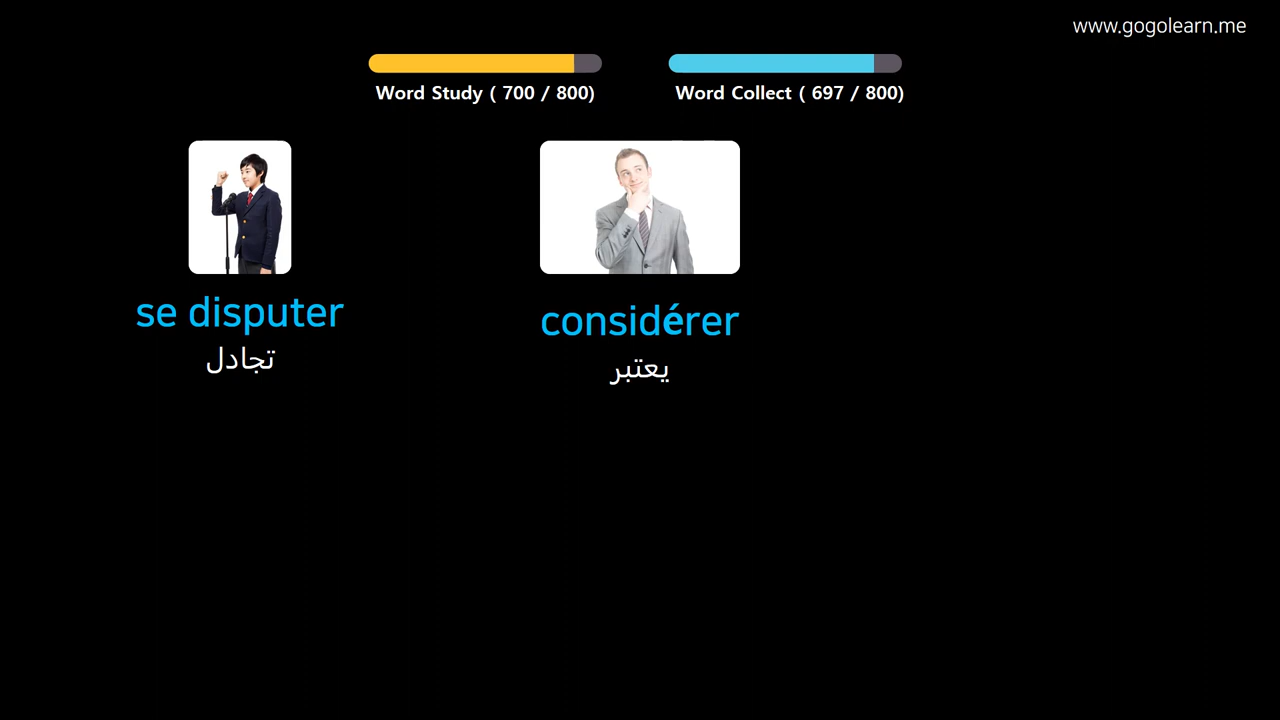 www.gogolearn.me
Word Study ( 700 / 800)
Word Collect ( 697 / 800)
se disputer
تجادل
considérer
يعتبر